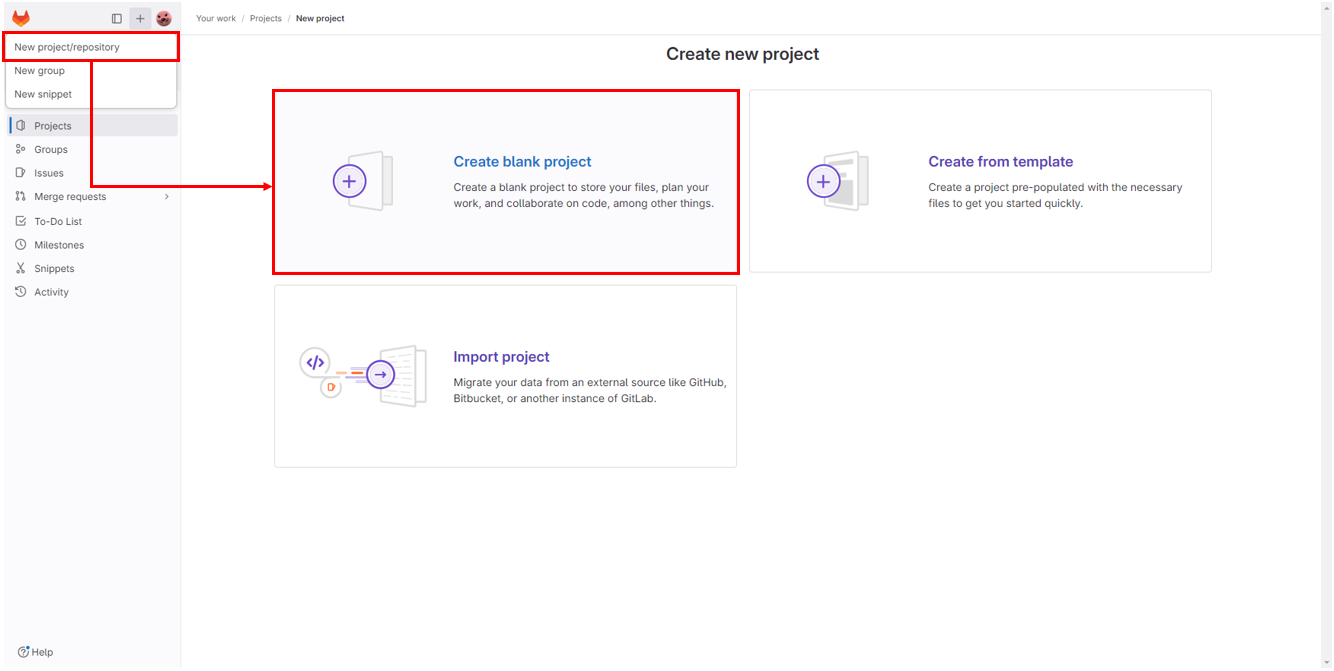 Your work / Projects / New project
New project/repository
New group
New snippet
Projects
Groups
Issues
Merge requests
To-Do List
Milestones
Snippets
Activity
Help
Create new project
Create blank project
Create a blank project to store your files, plan your
work, and collaborate on code, among other things.
Create from template
Create a project pre-populated with the necessary
files to get you started quickly.
Import project
Migrate your data from an external source like GitHub,
Bitbucket, or another instance of GitLab.